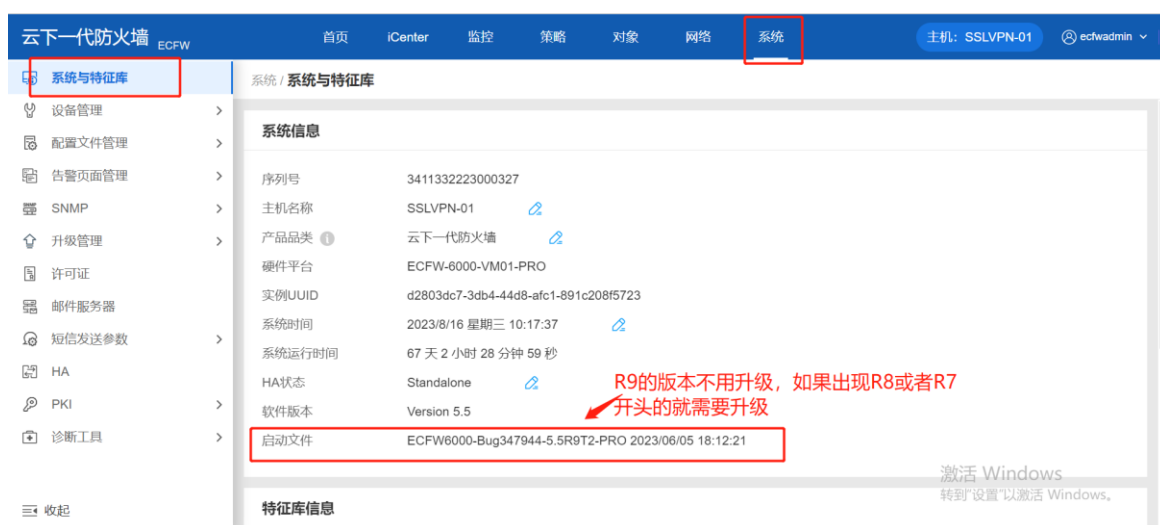 云下一代防火墙 ECFW 首页 iCenter 监控 策略 对象 网络 系统 主机：SSLVPN-01 ecfwadmin
系统与特征库
设备管理
配置文件管理
告警页面管理
SNMP
升级管理
许可证
邮件服务器
短信发送参数
HA
PKI
诊断工具
收起
系统 / 系统与特征库
系统信息
序列号 3411332223000327
主机名称 SSLVPN-01
产品品类 云下一代防火墙
硬件平台 ECFW-6000-VM01-PRO
实例UUID d2803dc7-3db4-44d8-afc1-891c208f5723
系统时间 2023/8/16 星期三 10:17:37
系统运行时间 67 天 2 小时 28 分钟 59 秒
HA状态 Standalone
R9的版本不用升级，如果出现R8或者R7
开头的就需要升级
软件版本 Version 5.5
启动文件 ECFW6000-Bug347944-5.5R9T2-PRO 2023/06/05 18:12:21
激活 Windows
转到"设置"以激活 Windows。
特征库信息